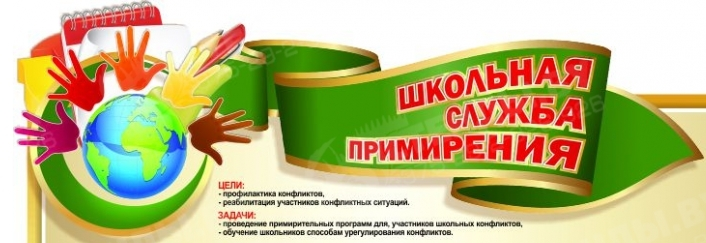 ШКОЛЬНАЯ
СЛУЖБА
ПРИМИРЕНИЯ
ЦЕЛИ:
- профилактика конфликтов,
- реабилитация участников конфликтных ситуаций.
ЗАДАЧИ:
- проведение примирительных программ для, участников школьных конфликтов,
- обучение школьников способам урегулирования конфликтов.